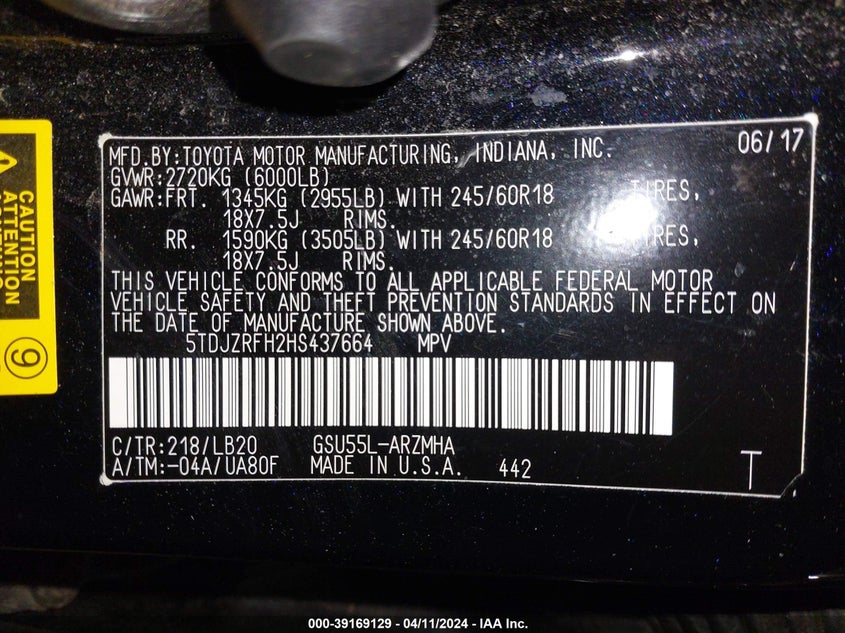 MFD.BY:TOYOTA MOTOR MANUFACTURING, INDIANA, INC. 06/17
GVWR:2720KG (6000LB)
GAWR:FRT. 1345KG (2955LB) WITH 245/60R18 TIRES,
18X7.5J RIMS.
RR. 1590KG (3505LB) WITH 245/60R18 TIRES,
18X7.5J RIMS.
THIS VEHICLE CONFORMS TO ALL APPLICABLE FEDERAL MOTOR
VEHICLE SAFETY AND THEFT PREVENTION STANDARDS IN EFFECT ON
THE DATE OF MANUFACTURE SHOWN ABOVE.
5TDJZRFH2HS437664 MPV
C/TR:218/LB20 GSU55L-ARZMHA
A/TM:-04A/UA80F MADE IN U.S.A. 442 T
CAUTION
ATTENTION
9
000-39169129 - 04/11/2024 - IAA Inc.